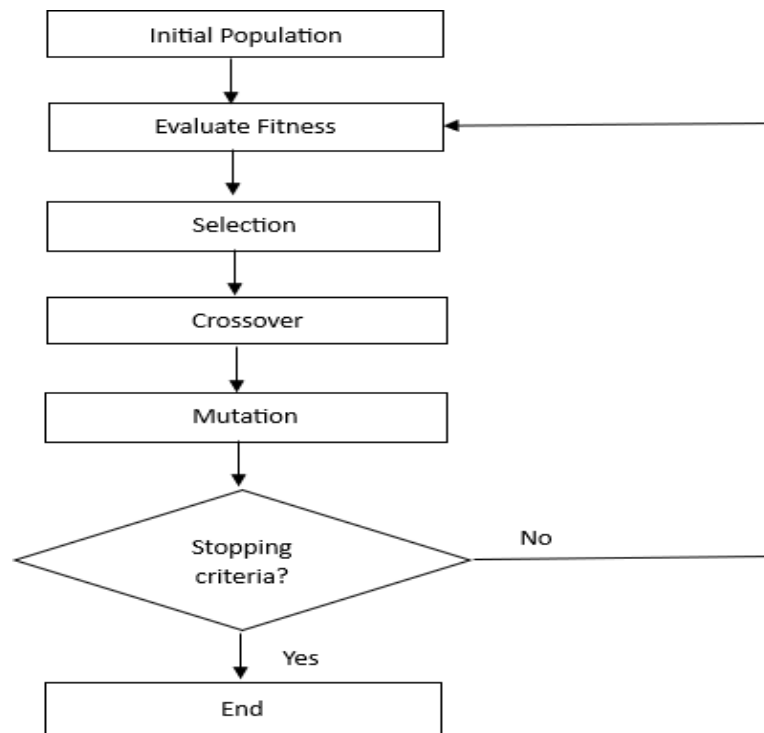 Initial Population
Evaluate Fitness
Selection
Crossover
Mutation
Stopping
criteria?
No
Yes
End